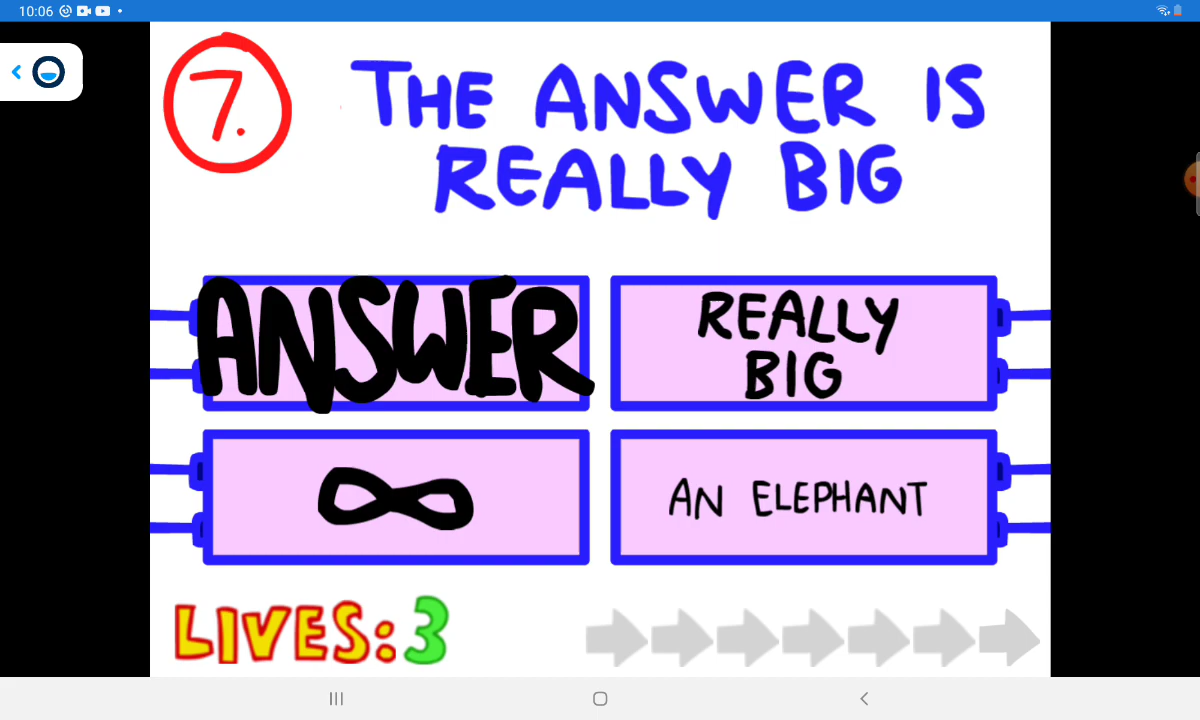 10:06
7.
THE ANSWER IS
REALLY BIG
ANSWER
REALLY
BIG
∞
AN ELEPHANT
LIVES: 3